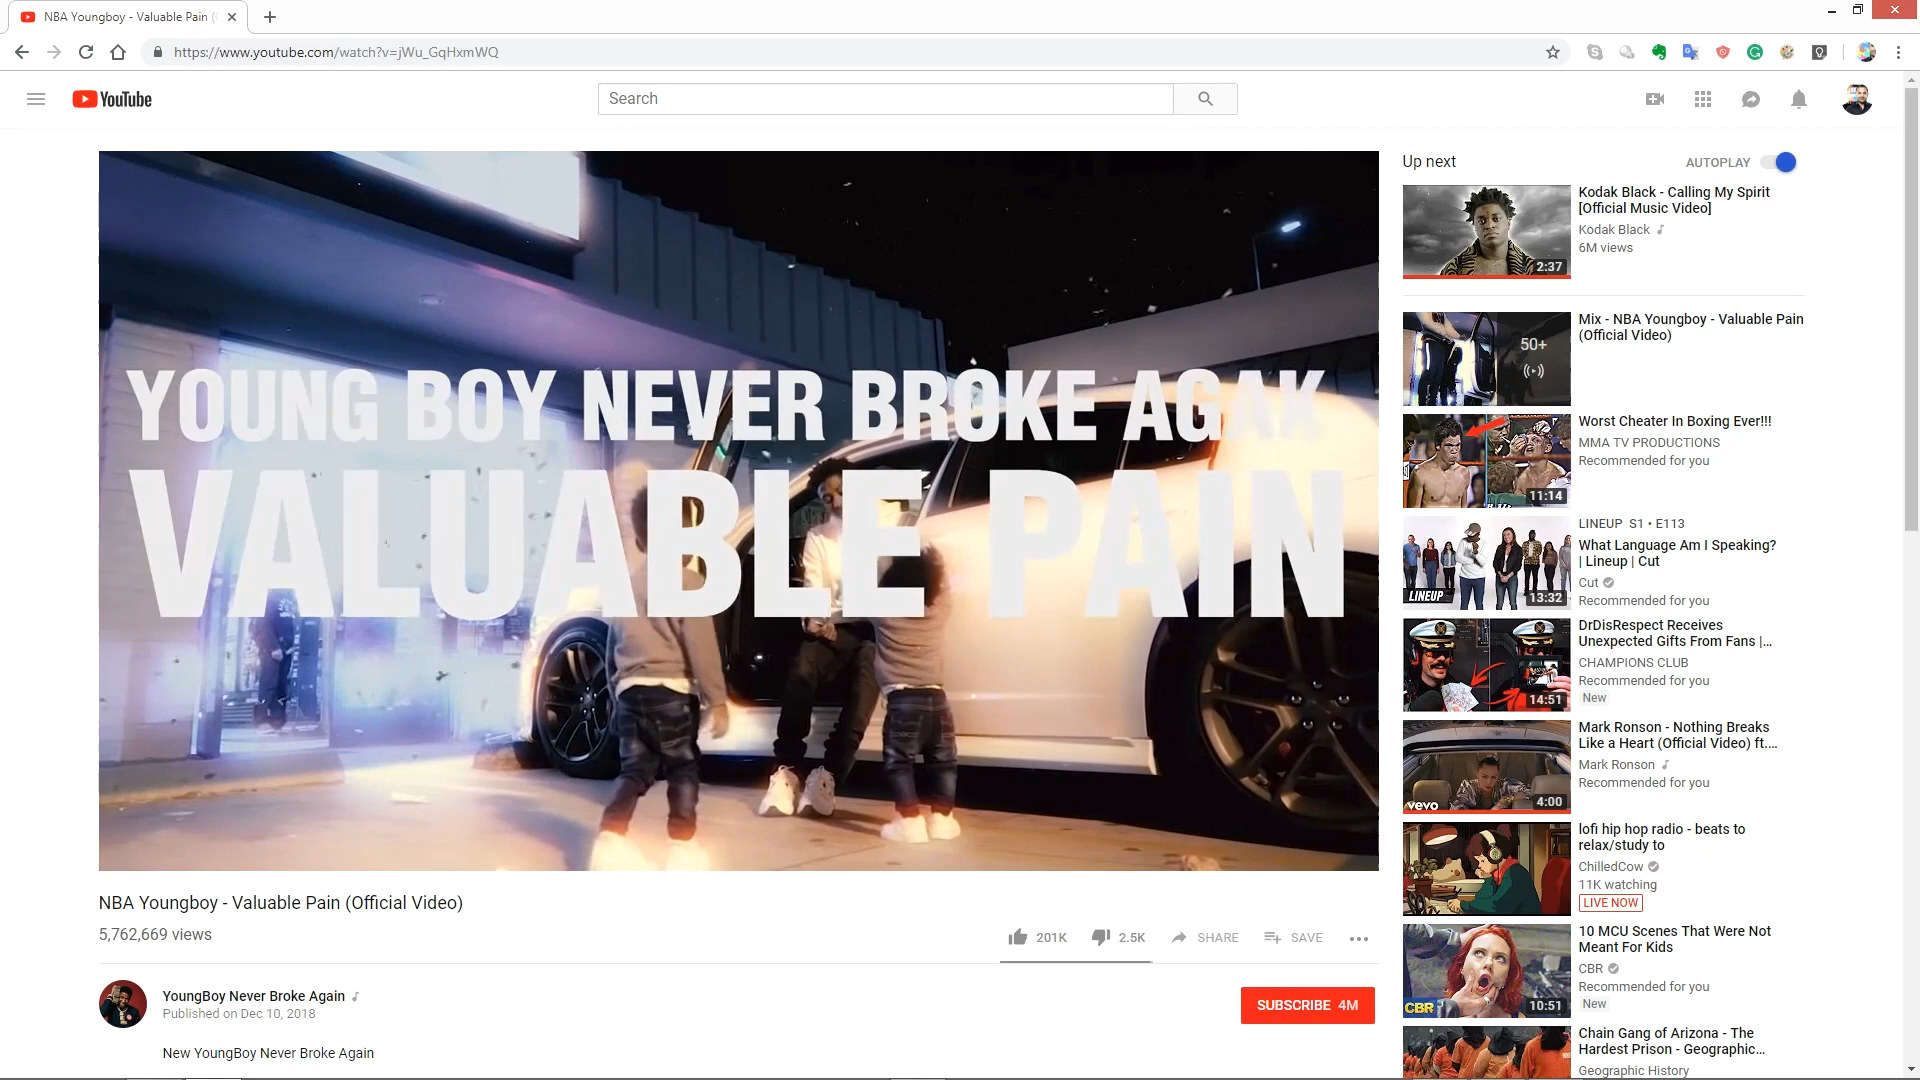 NBA Youngboy - Valuable Pain (
https://www.youtube.com/watch?v=jWu_GqHxmWQ
YouTube
Search
YOUNG BOY NEVER BROKE AGAK
VALUABLE PAIN
NBA Youngboy - Valuable Pain (Official Video)
5,762,669 views
201K
2.5K
SHARE
SAVE
YoungBoy Never Broke Again
Published on Dec 10, 2018
SUBSCRIBE 4M
New YoungBoy Never Broke Again
Up next
AUTOPLAY
2:37
Kodak Black - Calling My Spirit
[Official Music Video]
Kodak Black
6M views
50+
Mix - NBA Youngboy - Valuable Pain
(Official Video)
11:14
Worst Cheater In Boxing Ever!!!
MMA TV PRODUCTIONS
Recommended for you
LINEUP
13:32
LINEUP S1 • E113
What Language Am I Speaking?
| Lineup | Cut
Cut
Recommended for you
14:51
DrDisRespect Receives
Unexpected Gifts From Fans |...
CHAMPIONS CLUB
Recommended for you
New
vevo
4:00
Mark Ronson - Nothing Breaks
Like a Heart (Official Video) ft....
Mark Ronson
Recommended for you
lofi hip hop radio - beats to
relax/study to
ChilledCow
11K watching
LIVE NOW
CBR
10:51
10 MCU Scenes That Were Not
Meant For Kids
CBR
Recommended for you
New
Chain Gang of Arizona - The
Hardest Prison - Geographic...
Geographic History